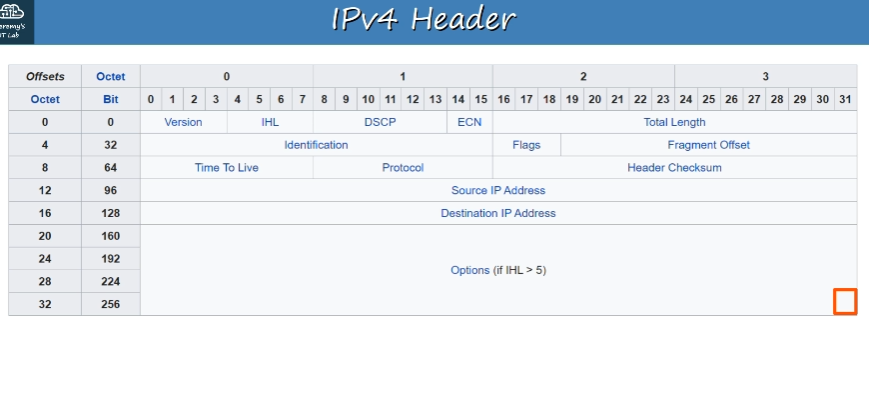 IPv4 Header
Jeremy's
IT Lab
Offsets Octet 0 1 2 3
Octet Bit 0 1 2 3 4 5 6 7 8 9 10 11 12 13 14 15 16 17 18 19 20 21 22 23 24 25 26 27 28 29 30 31
0 0 Version IHL DSCP ECN Total Length
4 32 Identification Flags Fragment Offset
8 64 Time To Live Protocol Header Checksum
12 96 Source IP Address
16 128 Destination IP Address
20 160
24 192
Options (if IHL > 5)
28 224
32 256